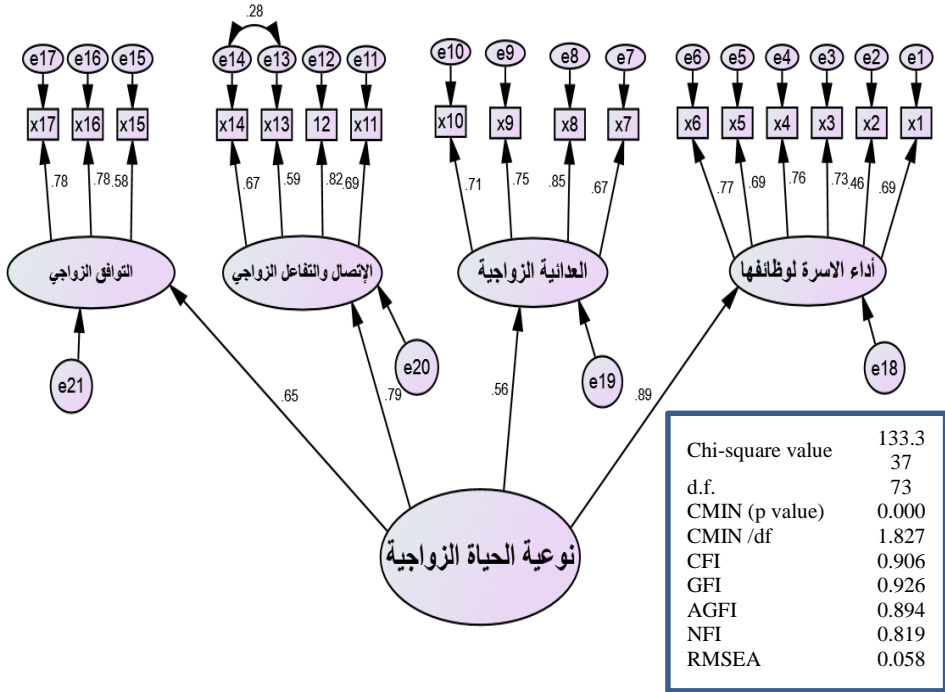 .28
e17 e16 e15 e14 e13 e12 e11 e10 e9 e8 e7 e6 e5 e4 e3 e2 e1
x17 x16 x15 x14 x13 12 x11 x10 x9 x8 x7 x6 x5 x4 x3 x2 x1
.78 .78 .58 .67 .59 .82 .69 .71 .75 .85 .67 .77 .69 .76 .73 .46 .69
التوافق الزواجي
الإتصال والتفاعل الزواجي
العدائية الزواجية
أداء الاسرة لوظائفها
e21 e20 e19 e18
.65 .79 .56 .89
نوعية الحياة الزواجية
Chi-square value 133.3
37
d.f. 73
CMIN (p value) 0.000
CMIN /df 1.827
CFI 0.906
GFI 0.926
AGFI 0.894
NFI 0.819
RMSEA 0.058